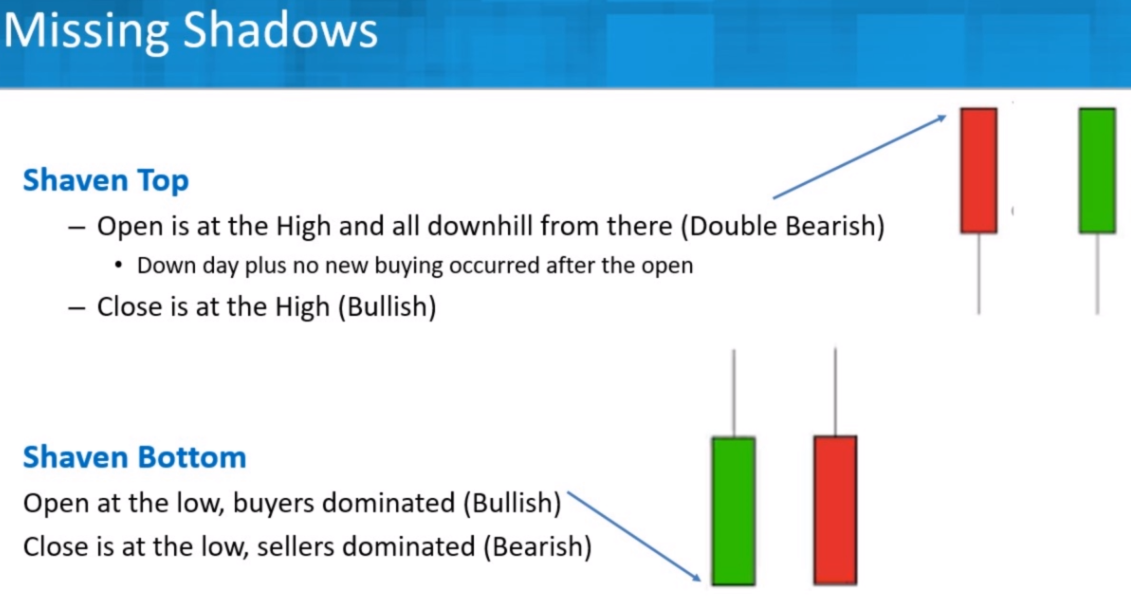 Missing Shadows
Shaven Top
– Open is at the High and all downhill from there (Double Bearish)
• Down day plus no new buying occurred after the open
– Close is at the High (Bullish)
Shaven Bottom
Open at the low, buyers dominated (Bullish)
Close is at the low, sellers dominated (Bearish)